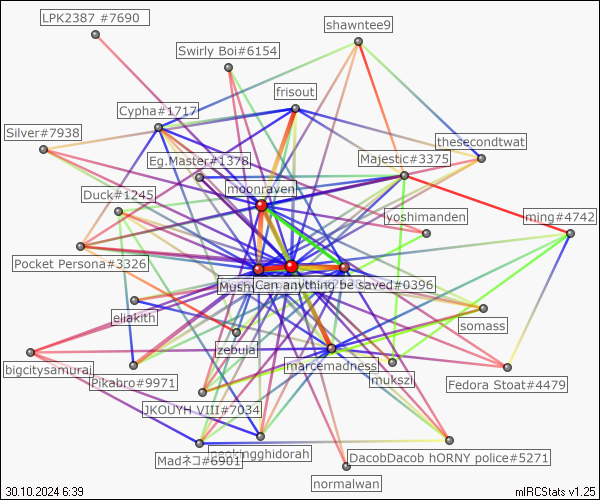 LPK2387 #7690
shawntee9
Swirly Boi#6154
frisout
Cypha#1717
Silver#7938
thesecondtwat
Eg.Master#1378
Majestic#3375
moonraven
Duck#1245
yoshimanden
ming#4742
Pocket Persona#3326
Mush
Can anything be saved#0396
eliakith
somass
zebula
marcemadness
bigcitysamurai
Pikabro#9971
mukszi
Fedora Stoat#4479
JKOUYH VIII#7034
Madネコ#6901
kingghidorah
DacobDacob hORNY police#5271
normalwan
30.10.2024 6:39
mIRCStats v1.25